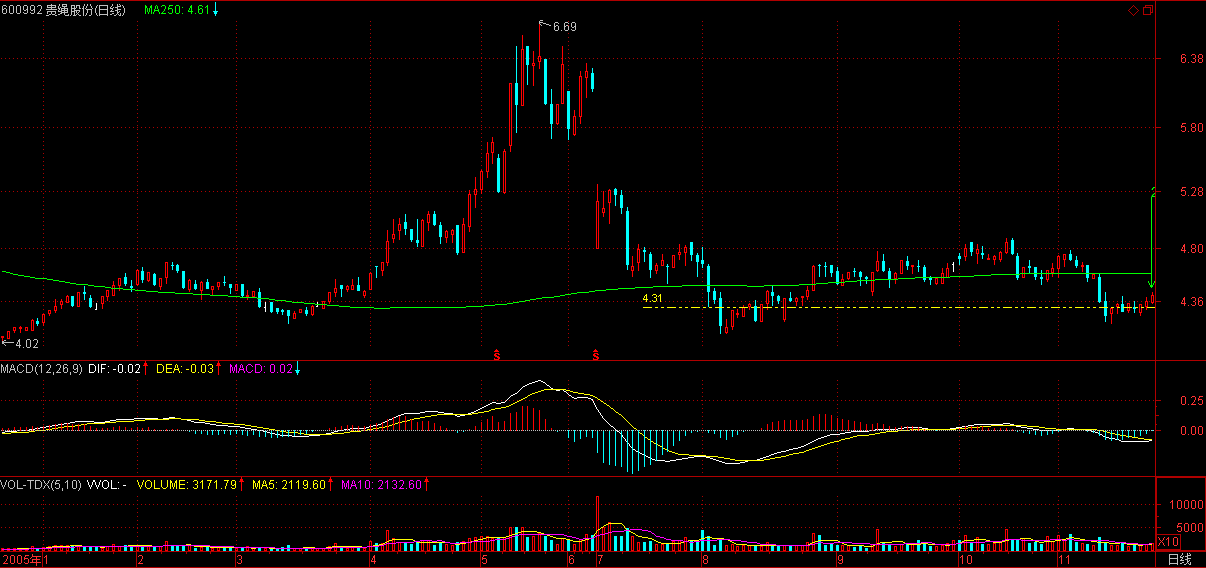 600992 贵绳股份(日线) MA250: 4.61↓
6.69
6.38
5.80
5.28
4.80
4.31
4.36
←4.02
S S
MACD(12,26,9) DIF: -0.02↑ DEA: -0.03↑ MACD: 0.02↓
0.25
0.00
VOL-TDX(5,10) VVOL: - VOLUME: 3171.79↑ MA5: 2119.60↑ MA10: 2132.60↑
10000
5000
X10
2005年 1 2 3 4 5 6 7 8 9 10 11 日线